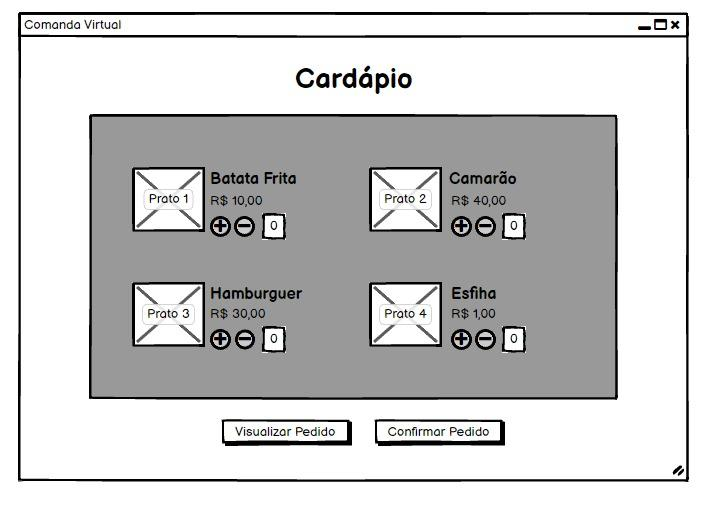 Comanda Virtual
Cardápio
Prato 1
Batata Frita
R$ 10,00
0
Prato 2
Camarão
R$ 40,00
0
Prato 3
Hamburguer
R$ 30,00
0
Prato 4
Esfiha
R$ 1,00
0
Visualizar Pedido
Confirmar Pedido